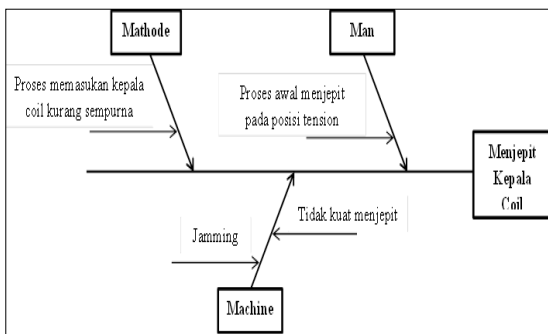 Mathode
Man
Proses memasukan kepala
coil kurang sempurna
Proses awal menjepit
pada posisi tension
Menjepit
Kepala
Coil
Tidak kuat menjepit
Jamming
Machine